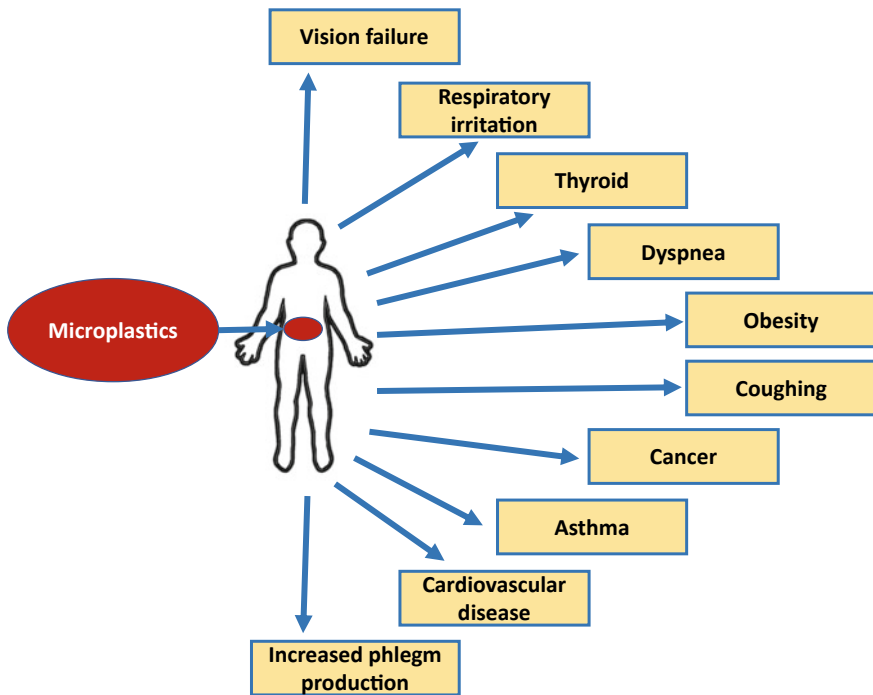 Vision failure
Respiratory
irritation
Thyroid
Dyspnea
Microplastics
Obesity
Coughing
Cancer
Asthma
Cardiovascular
disease
Increased phlegm
production